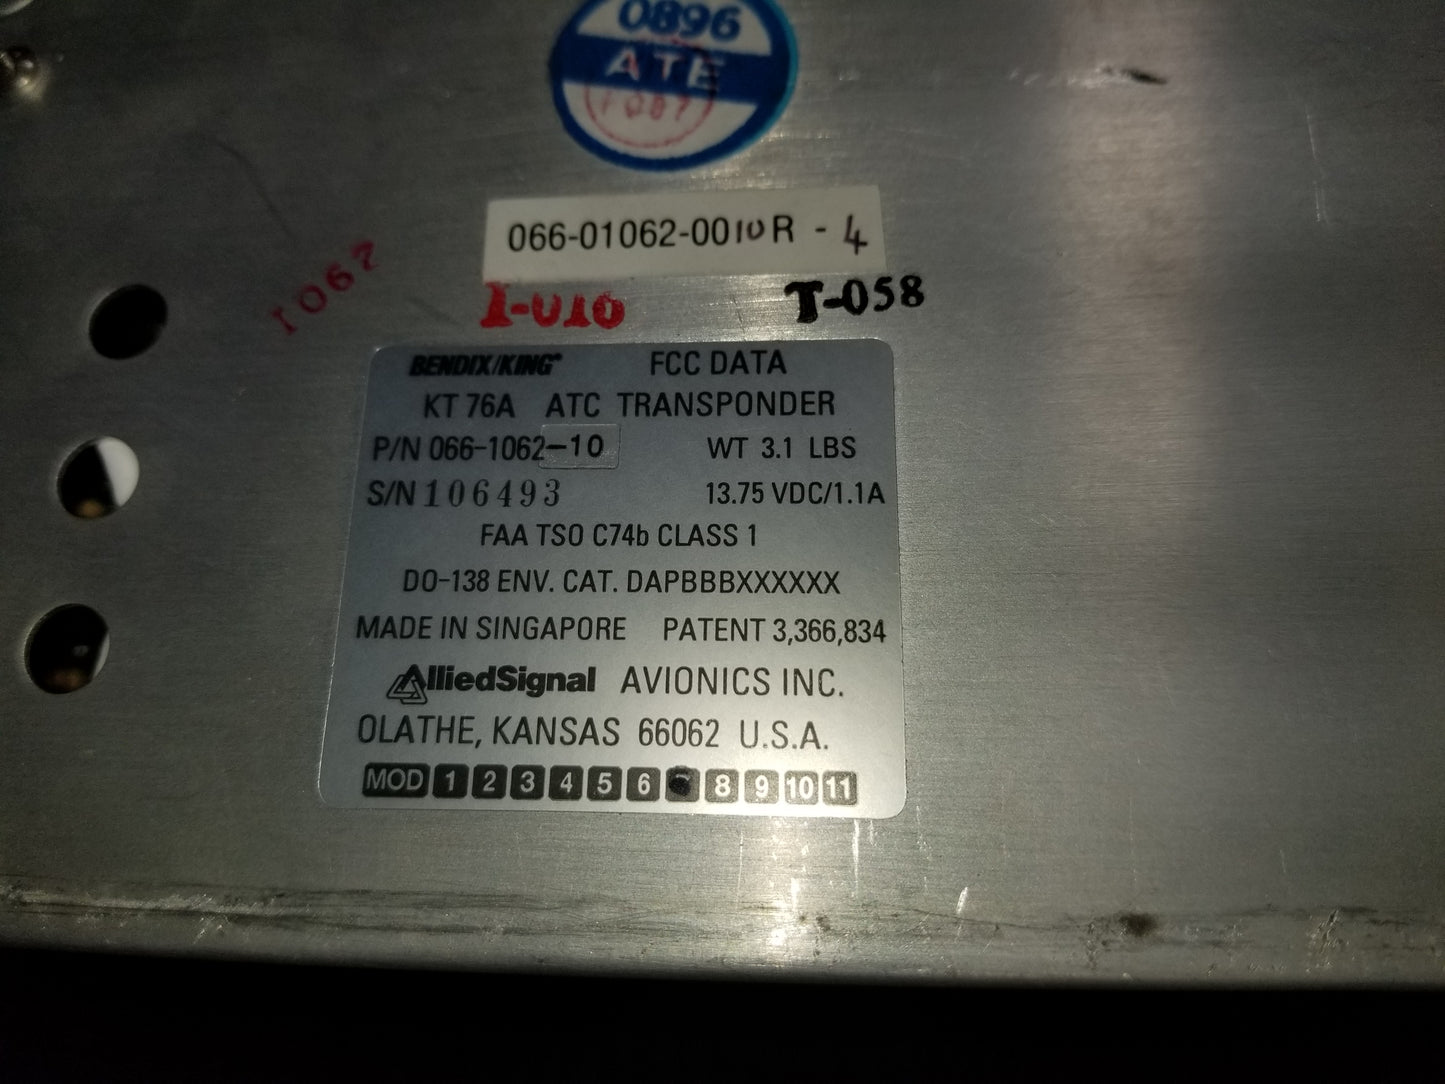 0896
ATE
066-01062-0010R - 4
1067
I-010
T-058
BENDIX/KING® FCC DATA
KT 76A ATC TRANSPONDER
P/N 066-1062-10 WT 3.1 LBS
S/N 106493 13.75 VDC/1.1A
FAA TSO C74b CLASS 1
DO-138 ENV. CAT. DAPBBBXXXXXX
MADE IN SINGAPORE PATENT 3,366,834
AlliedSignal AVIONICS INC.
OLATHE, KANSAS 66062 U.S.A.
MOD 1 2 3 4 5 6 8 9 10 11